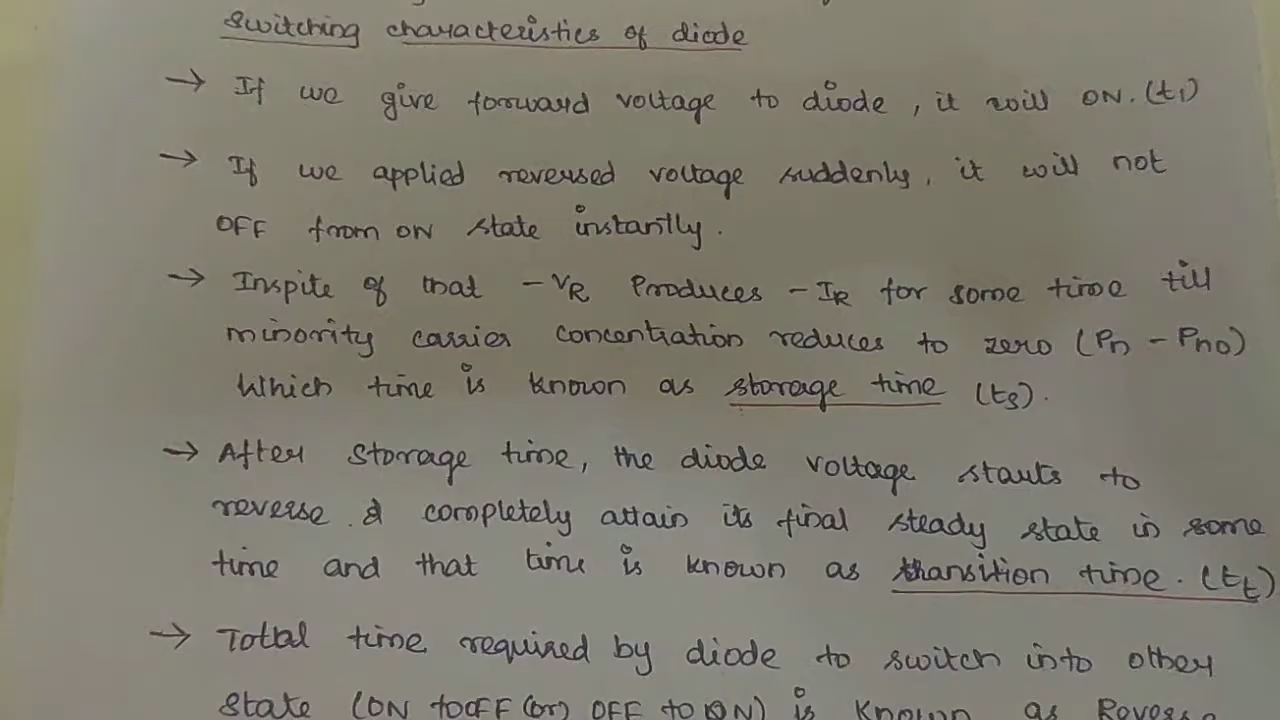 switching characteristics of diode
→ If we give forward voltage to diode, it will ON. (t1)
→ If we applied reversed voltage suddenly, it will not
OFF from ON state instantly.
→ Inspite of that -VR Produces -IR for some time till
minority carrier concentration reduces to zero (Pn - Pno)
Which time is known as storage time (ts).
→ After storage time, the diode voltage starts to
reverse & completely attain its final steady state in some
time and that time is known as transition time. (tt)
→ Total time required by diode to switch into other
state (ON to OFF (or) OFF to ON) is known as Reverse